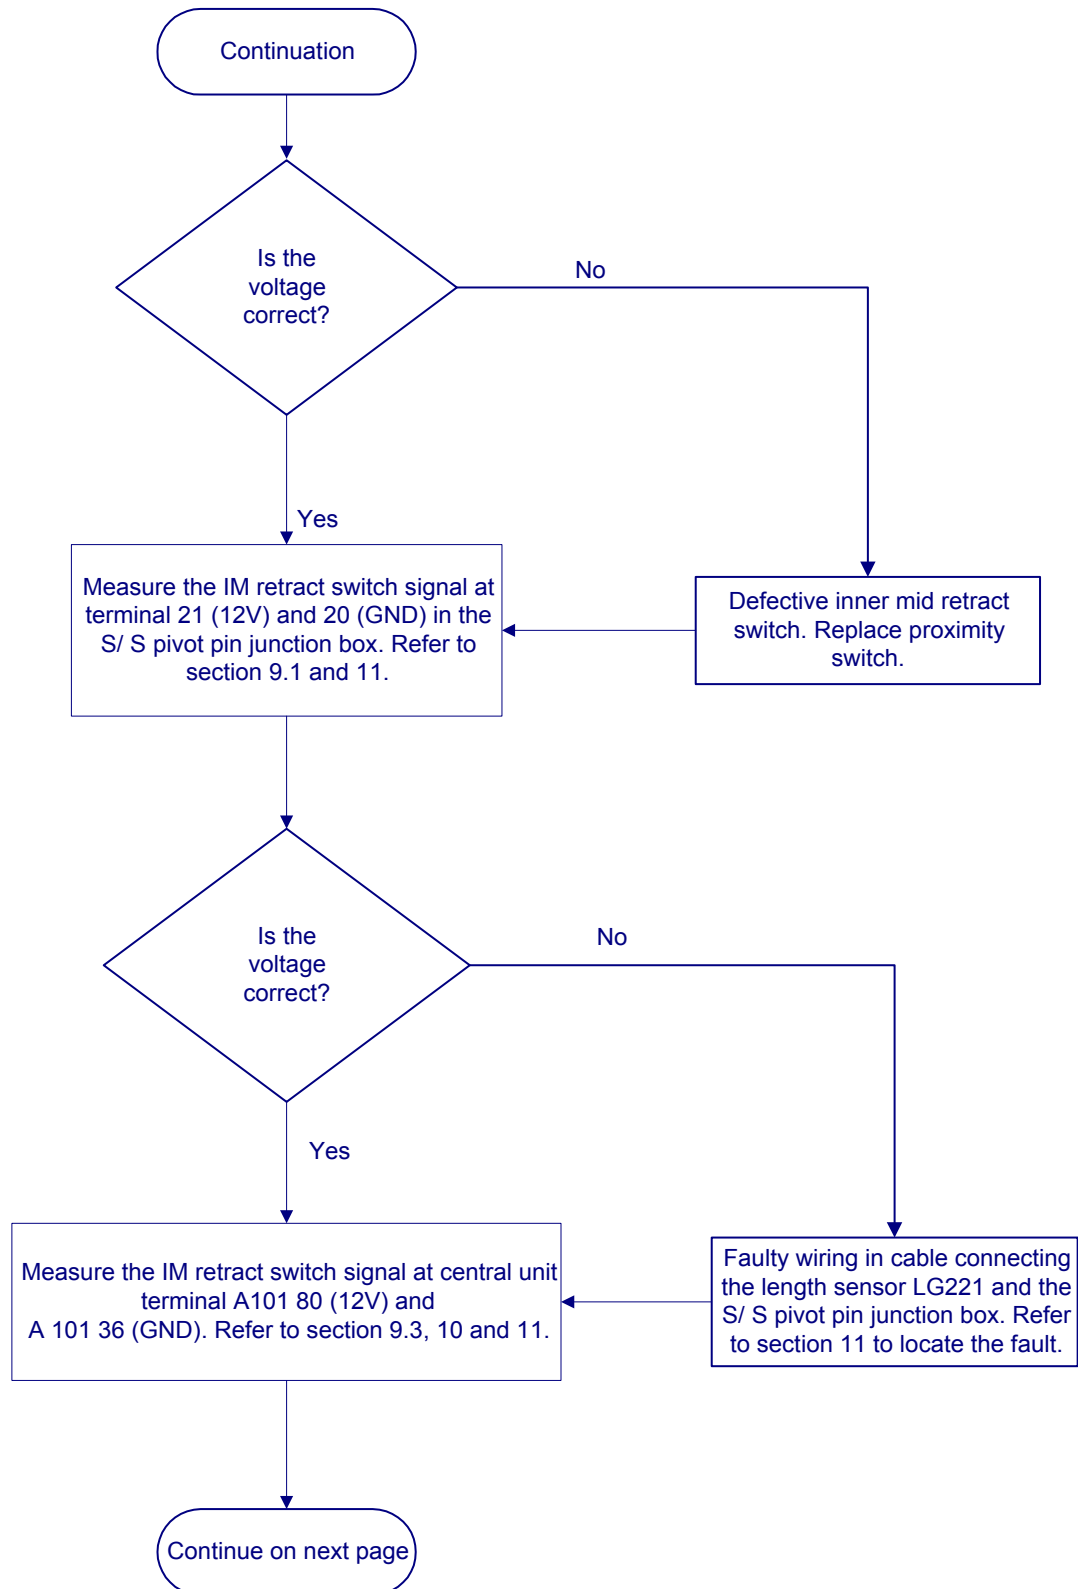 Continuation
Is the
voltage
correct?
No
Yes
Measure the IM retract switch signal at
terminal 21 (12V) and 20 (GND) in the
S/ S pivot pin junction box. Refer to
section 9.1 and 11.
Defective inner mid retract
switch. Replace proximity
switch.
Is the
voltage
correct?
No
Yes
Measure the IM retract switch signal at central unit
terminal A101 80 (12V) and
A 101 36 (GND). Refer to section 9.3, 10 and 11.
Faulty wiring in cable connecting
the length sensor LG221 and the
S/ S pivot pin junction box. Refer
to section 11 to locate the fault.
Continue on next page